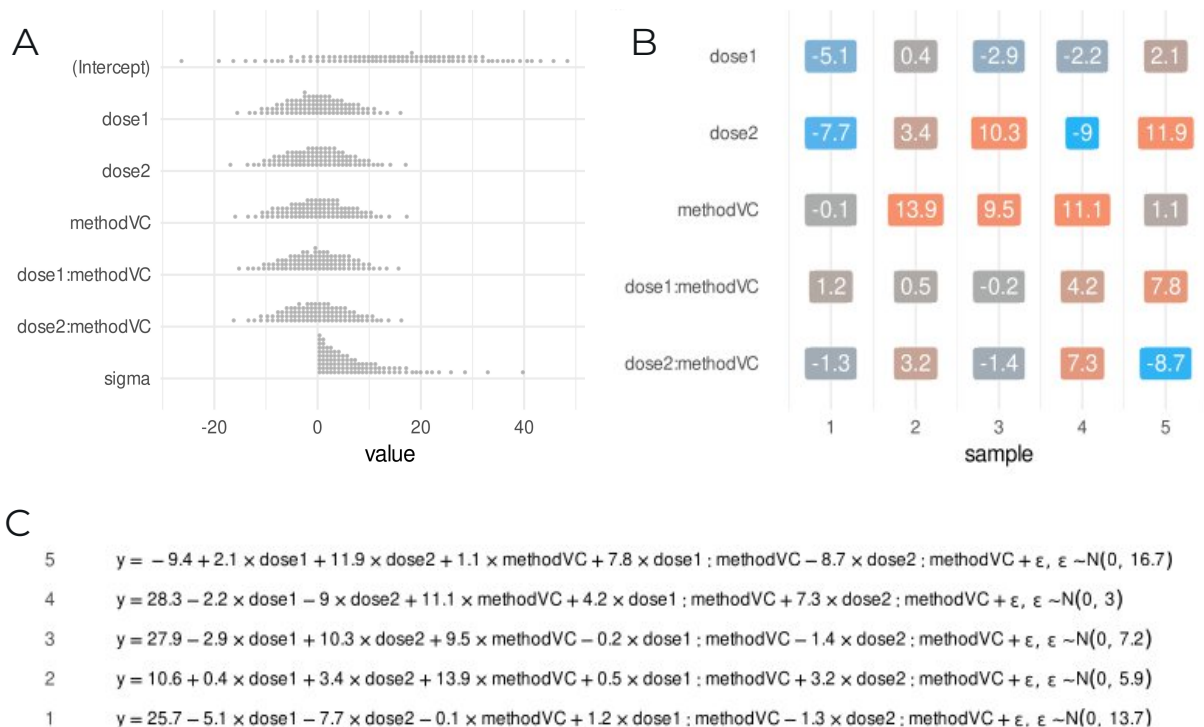 A
(Intercept)
dose1
dose2
methodVC
dose1:methodVC
dose2:methodVC
sigma
-20 0 20 40
value
B
dose1 -5.1 0.4 -2.9 -2.2 2.1
dose2 -7.7 3.4 10.3 -9 11.9
methodVC -0.1 13.9 9.5 11.1 1.1
dose1:methodVC 1.2 0.5 -0.2 4.2 7.8
dose2:methodVC -1.3 3.2 -1.4 7.3 -8.7
1 2 3 4 5
sample
C
5 y = − 9.4 + 2.1 × dose1 + 11.9 × dose2 + 1.1 × methodVC + 7.8 × dose1 : methodVC − 8.7 × dose2 : methodVC + ε, ε ~N(0, 16.7)
4 y = 28.3 − 2.2 × dose1 − 9 × dose2 + 11.1 × methodVC + 4.2 × dose1 : methodVC + 7.3 × dose2 : methodVC + ε, ε ~N(0, 3)
3 y = 27.9 − 2.9 × dose1 + 10.3 × dose2 + 9.5 × methodVC − 0.2 × dose1 : methodVC − 1.4 × dose2 : methodVC + ε, ε ~N(0, 7.2)
2 y = 10.6 + 0.4 × dose1 + 3.4 × dose2 + 13.9 × methodVC + 0.5 × dose1 : methodVC + 3.2 × dose2 : methodVC + ε, ε ~N(0, 5.9)
1 y = 25.7 − 5.1 × dose1 − 7.7 × dose2 − 0.1 × methodVC + 1.2 × dose1 : methodVC − 1.3 × dose2 : methodVC + ε, ε ~N(0, 13.7)